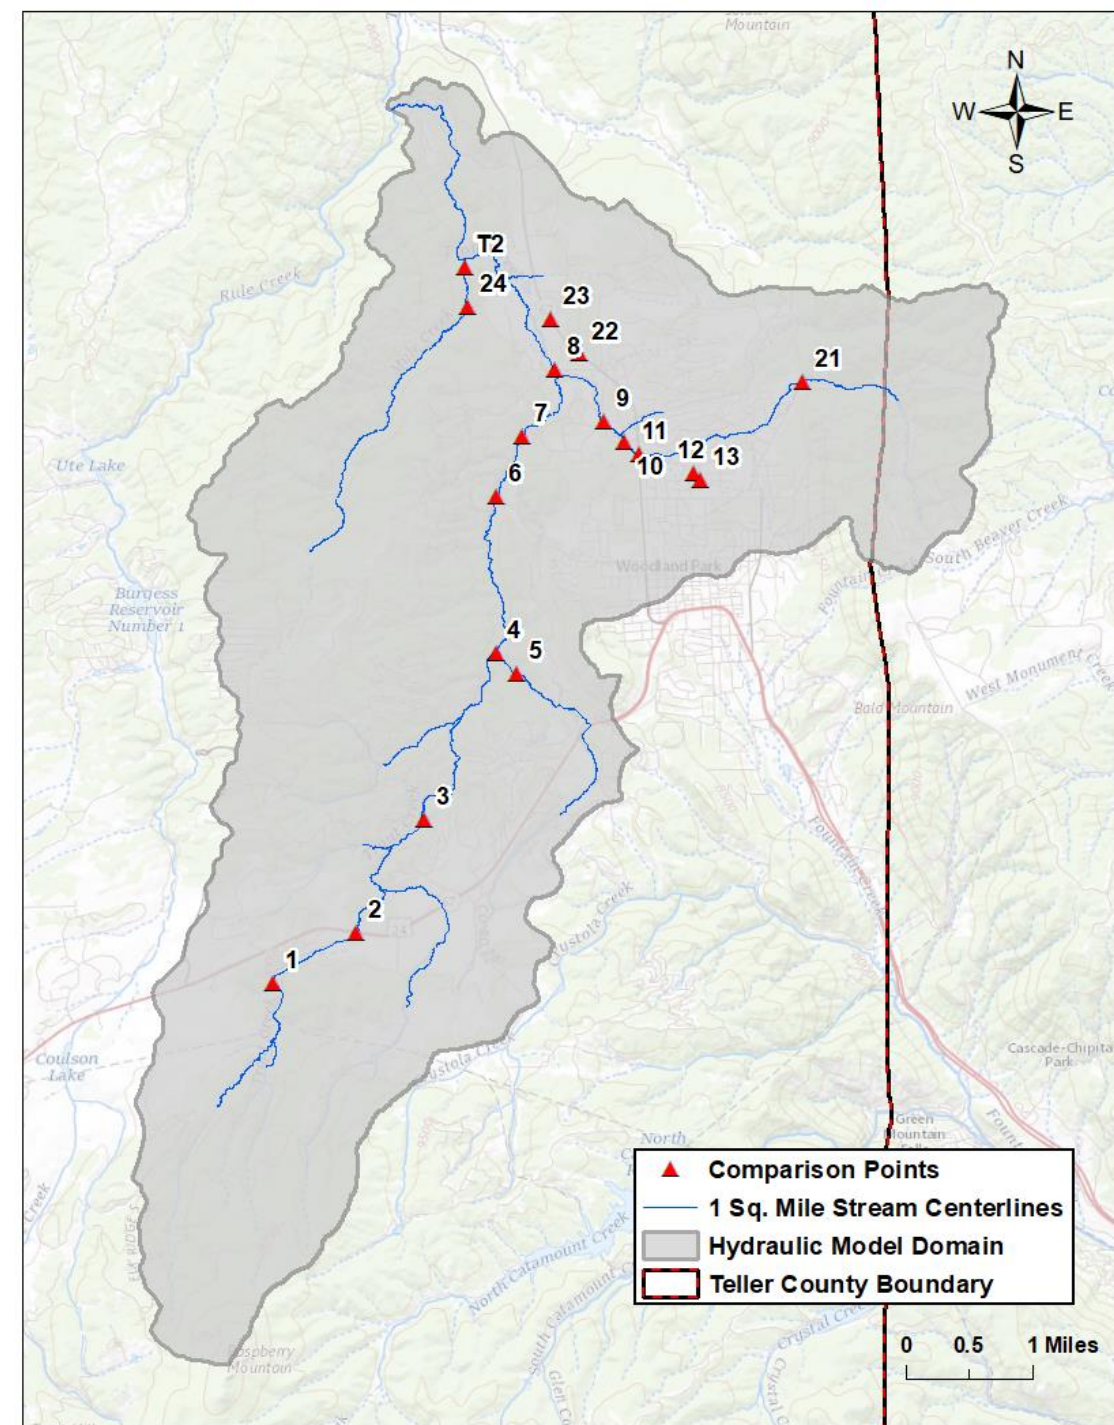 Mountain
N
W E
S
Rule Creek
T2
24
23
22
8
21
7
9
11
10
12
13
6
Ute Lake
South Beaver Creek
Woodland Park
Burgess
Reservoir
Number 1
4
5
West Monument Creek
Bald Mountain
3
Fountain Creek
2
24
Crystola Creek
1
Coulson
Lake
Cascade-Chipita
Park
Green
Mountain
North
Creek
North Catamount Creek
South Catamount
Crystal Creek
Raspberry
Mountain
Comparison Points
1 Sq. Mile Stream Centerlines
Hydraulic Model Domain
Teller County Boundary
0 0.5 1 Miles